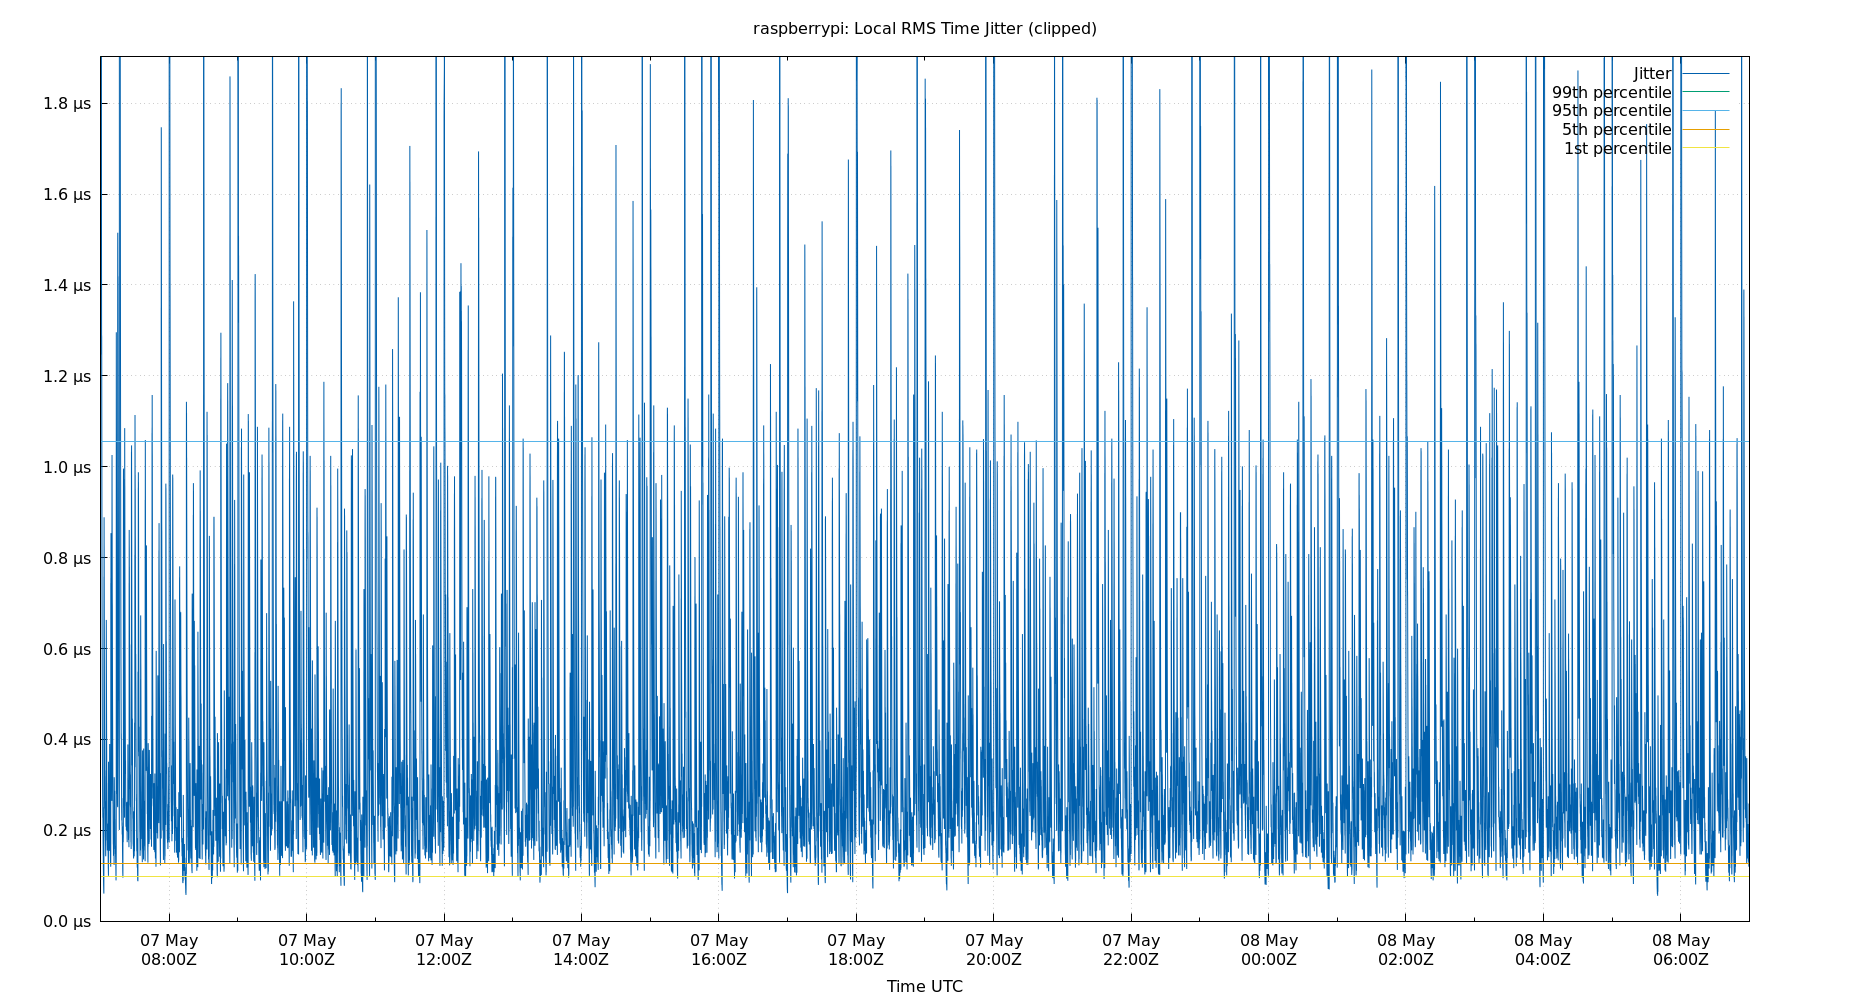 raspberrypi: Local RMS Time Jitter (clipped)
Jitter
99th percentile
95th percentile
5th percentile
1st percentile
1.8 µs
1.6 µs
1.4 µs
1.2 µs
1.0 µs
0.8 µs
0.6 µs
0.4 µs
0.2 µs
0.0 µs
07 May 07 May 07 May 07 May 07 May 07 May 07 May 07 May 08 May 08 May 08 May 08 May
08:00Z 10:00Z 12:00Z 14:00Z 16:00Z 18:00Z 20:00Z 22:00Z 00:00Z 02:00Z 04:00Z 06:00Z
Time UTC